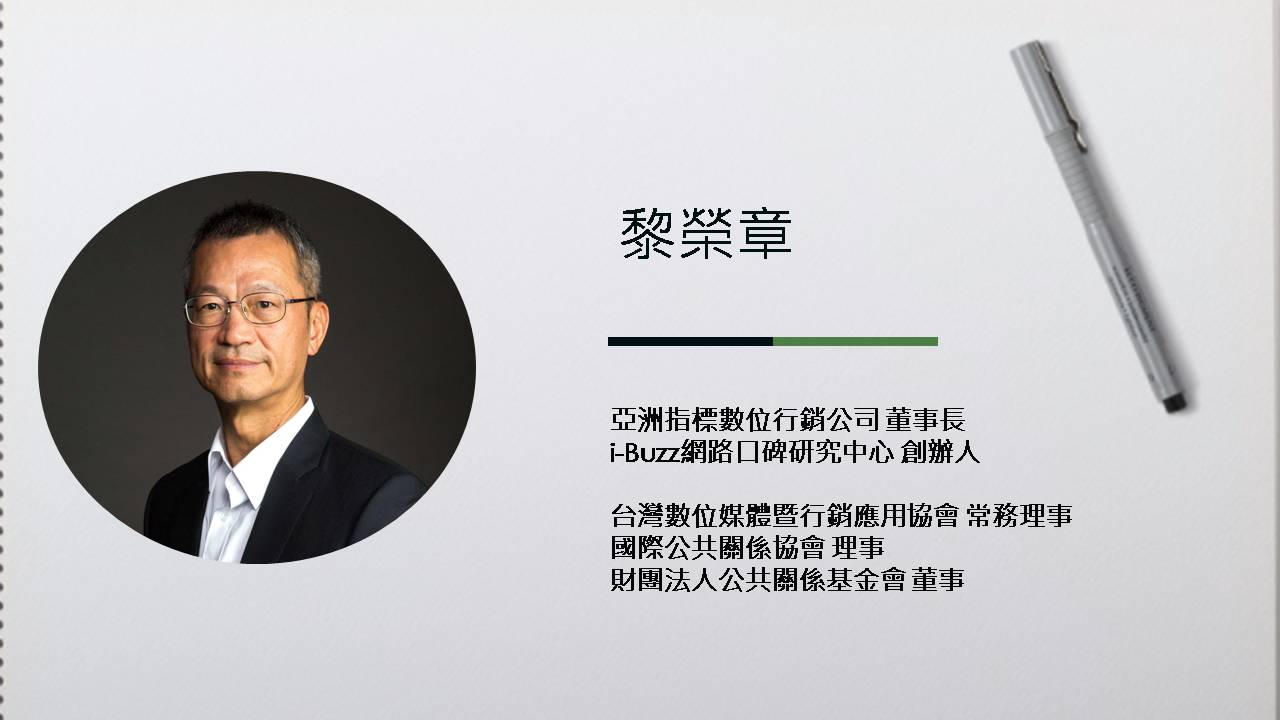 黎榮章
亞洲指標數位行銷公司 董事長
i-Buzz網路口碑研究中心 創辦人
台灣數位媒體暨行銷應用協會 常務理事
國際公共關係協會 理事
財團法人公共關係基金會 董事